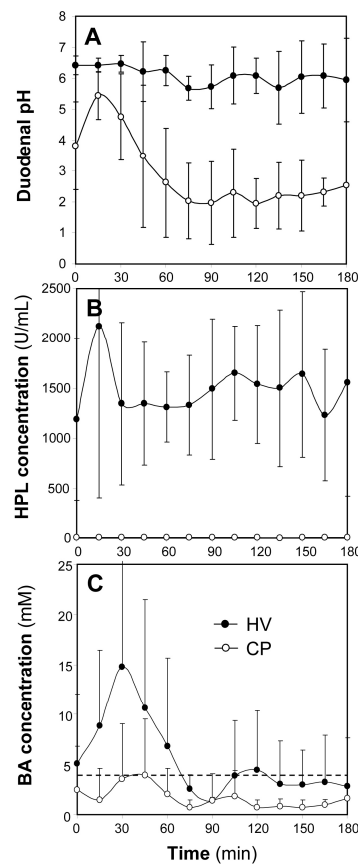 A
Duodenal pH
8
7
6
5
4
3
2
1
0
0 30 60 90 120 150 180
B
HPL concentration (U/mL)
2500
2000
1500
1000
500
0
0 30 60 90 120 150 180
C
BA concentration (mM)
25
20
15
10
5
0
HV
CP
0 30 60 90 120 150 180
Time (min)